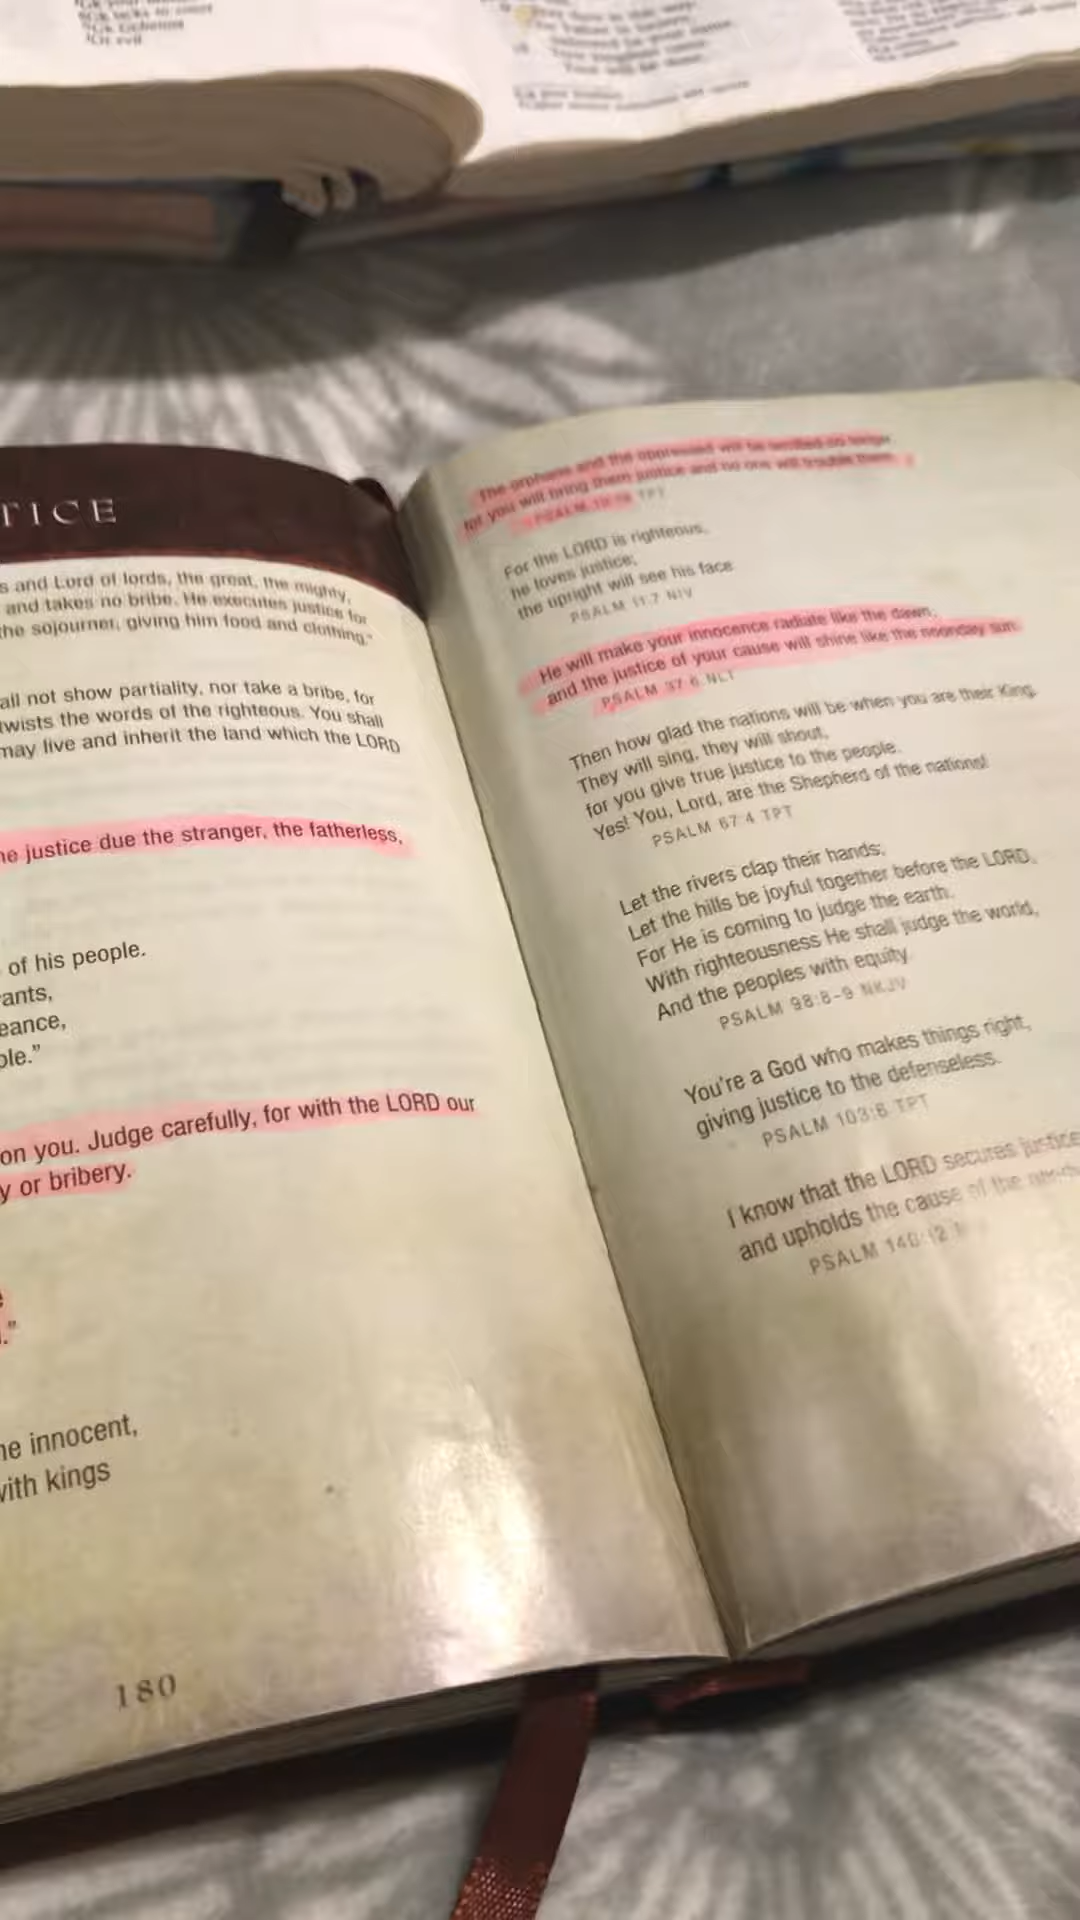 TICE
s and Lord of lords, the great, the mighty,
and takes no bribe. He executes justice for
the sojourner, giving him food and clothing."
all not show partiality, nor take a bribe, for
twists the words of the righteous. You shall
may live and inherit the land which the LORD
he justice due the stranger, the fatherless,
of his people.
ants,
eance,
ple."
on you. Judge carefully, for with the LORD our
y or bribery.
."
he innocent,
with kings
180
The orphans and the oppressed will be terrified no longer,
for you will bring them justice and no one will trouble them.
PSALM TPT
For the LORD is righteous,
he loves justice;
the upright will see his face
PSALM 11:7 NIV
He will make your innocence radiate like the dawn,
and the justice of your cause will shine like the noonday sun.
PSALM 37:6 NLT
Then how glad the nations will be when you are their King.
They will sing, they will shout,
for you give true justice to the people.
Yes! You, Lord, are the Shepherd of the nations!
PSALM 67:4 TPT
Let the rivers clap their hands;
Let the hills be joyful together before the LORD,
For He is coming to judge the earth.
With righteousness He shall judge the world,
And the peoples with equity.
PSALM 98:8-9 NKJV
You're a God who makes things right,
giving justice to the defenseless.
PSALM 103:6 TPT
I know that the LORD secures justice
and upholds the cause of the
PSALM 140:12